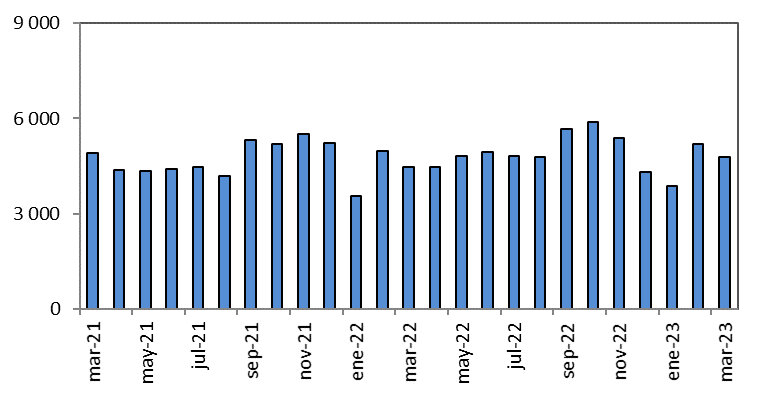 9 000
6 000
3 000
0
mar-21
may-21
jul-21
sep-21
nov-21
ene-22
mar-22
may-22
jul-22
sep-22
nov-22
ene-23
mar-23